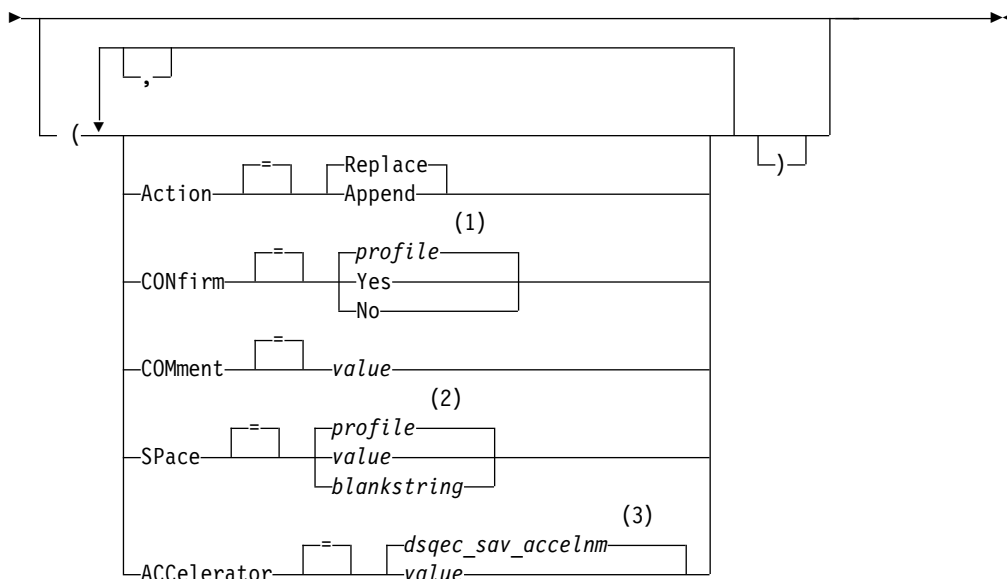 ,
(
)
= Replace
Action Append
(1)
= profile
CONfirm Yes
No
=
COMment value
(2)
= profile
SPace value
blankstring
(3)
= dsqec_sav_accelnm
ACCelerator value